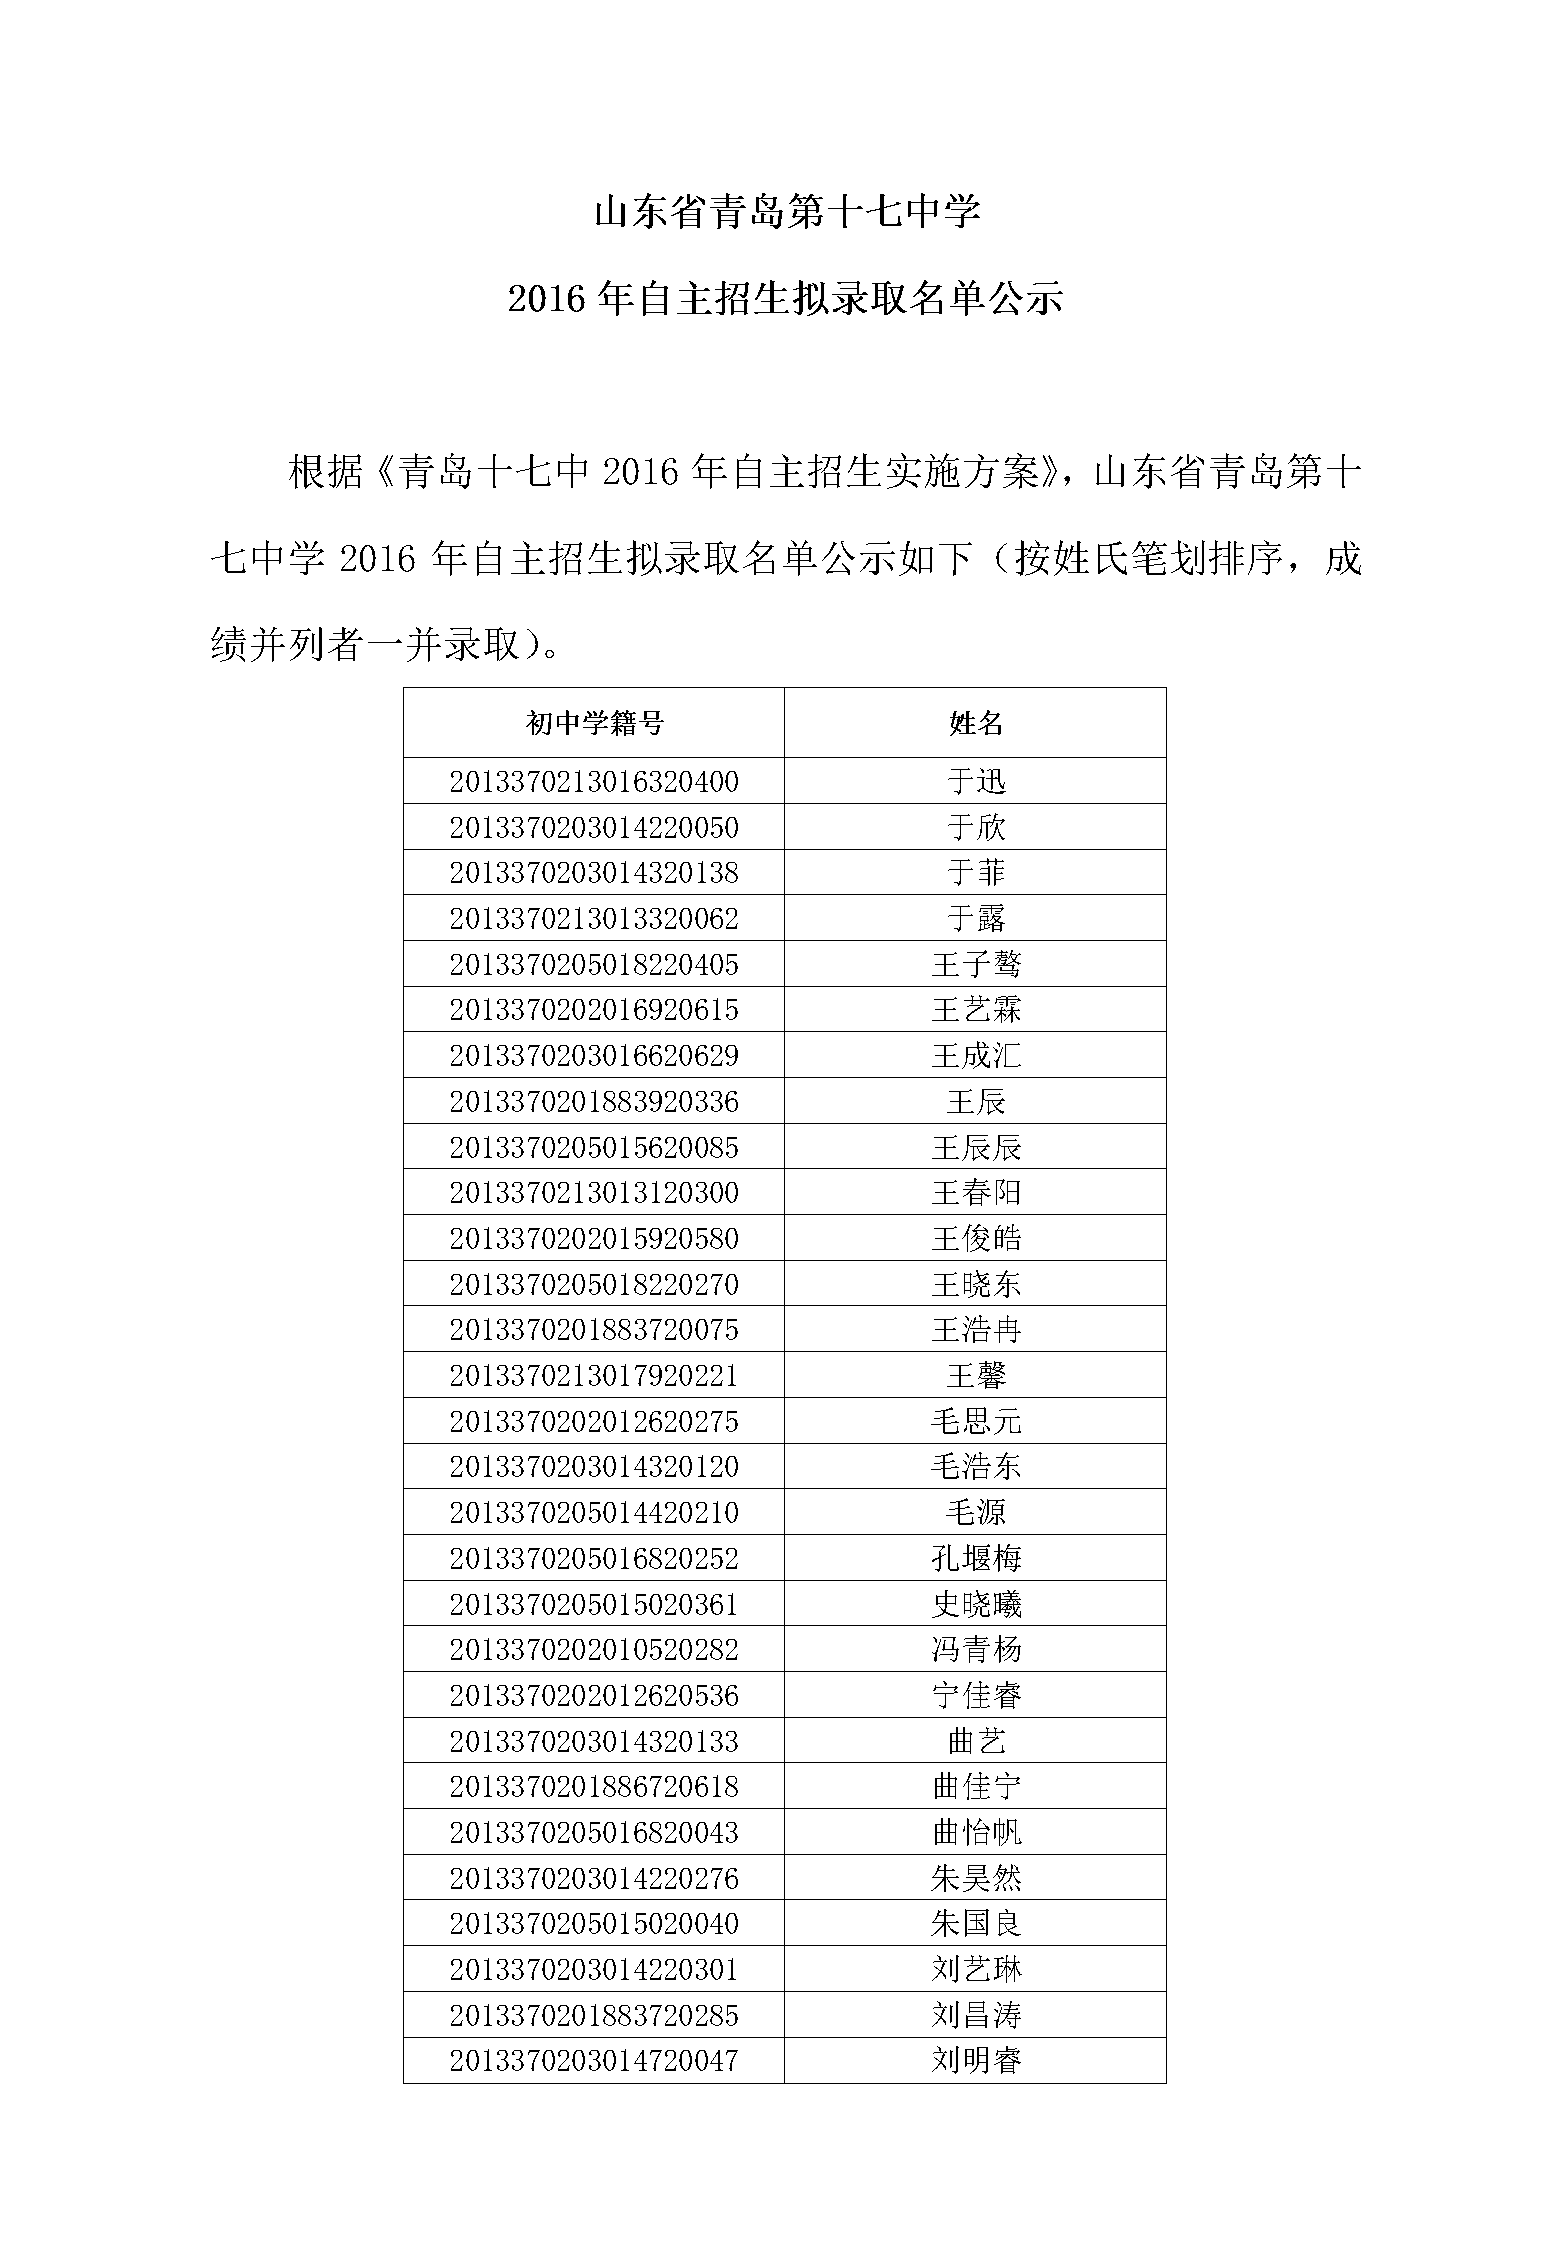 山东省青岛第十七中学
2016 年自主招生拟录取名单公示
根据《青岛十七中 2016 年自主招生实施方案》，山东省青岛第十
七中学 2016 年自主招生拟录取名单公示如下（按姓氏笔划排序，成
绩并列者一并录取）。
初中学籍号 姓名
2013370213016320400 于迅
2013370203014220050 于欣
2013370203014320138 于菲
2013370213013320062 于露
2013370205018220405 王子骜
2013370202016920615 王艺霖
2013370203016620629 王成汇
2013370201883920336 王辰
2013370205015620085 王辰辰
2013370213013120300 王春阳
2013370202015920580 王俊皓
2013370205018220270 王晓东
2013370201883720075 王浩冉
2013370213017920221 王馨
2013370202012620275 毛思元
2013370203014320120 毛浩东
2013370205014420210 毛源
2013370205016820252 孔堰梅
2013370205015020361 史晓曦
2013370202010520282 冯青杨
2013370202012620536 宁佳睿
2013370203014320133 曲艺
2013370201886720618 曲佳宁
2013370205016820043 曲怡帆
2013370203014220276 朱昊然
2013370205015020040 朱国良
2013370203014220301 刘艺琳
2013370201883720285 刘昌涛
2013370203014720047 刘明睿